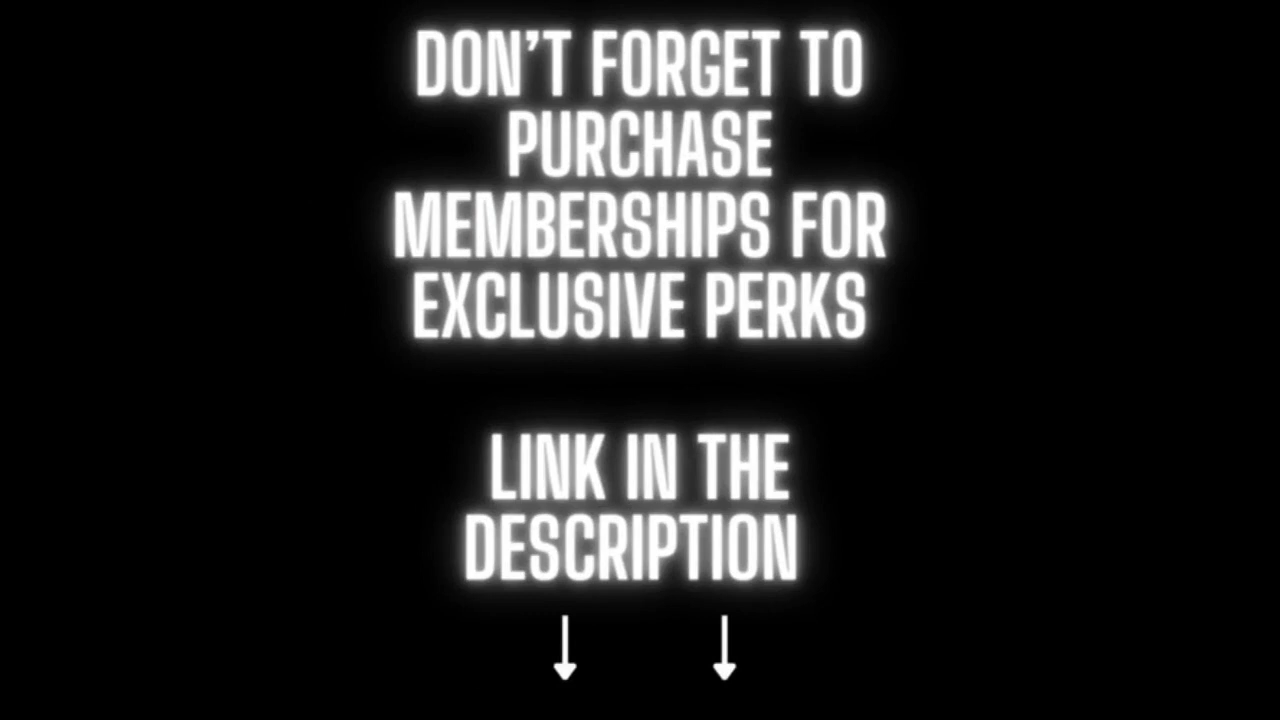 DON'T FORGET TO
PURCHASE
MEMBERSHIPS FOR
EXCLUSIVE PERKS
LINK IN THE
DESCRIPTION